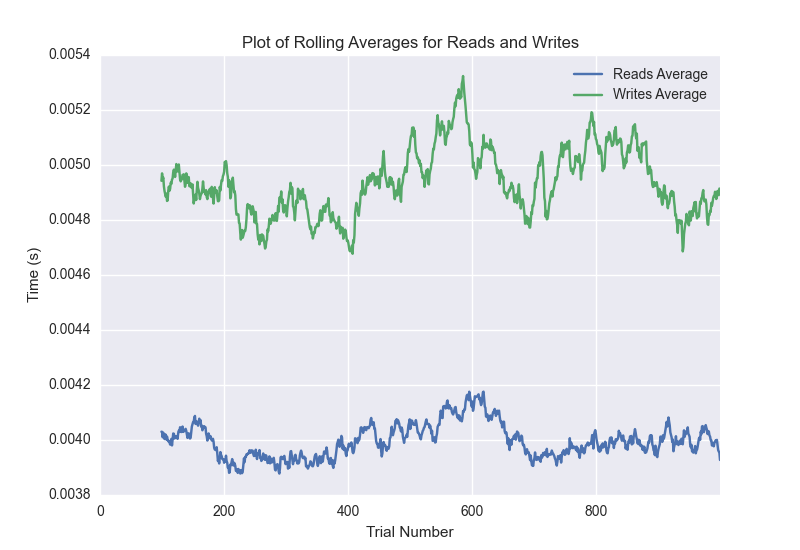 Plot of Rolling Averages for Reads and Writes
0.0054
0.0052
0.0050
0.0048
0.0046
0.0044
0.0042
0.0040
0.0038
Time (s)
Reads Average
Writes Average
0 200 400 600 800
Trial Number